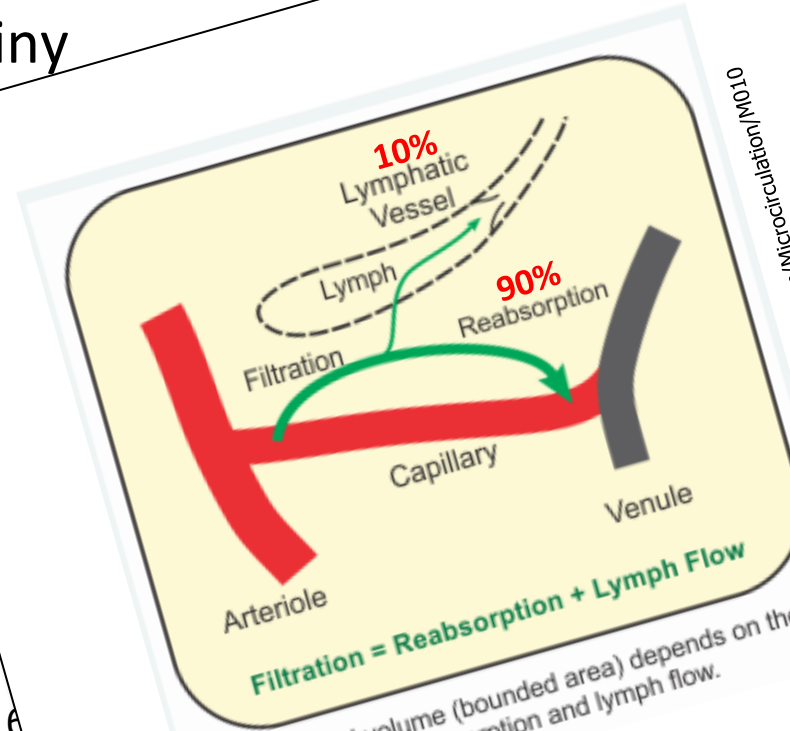 iny
10%
Lymphatic
Vessel
Lymph
90%
Reabsorption
Filtration
Capillary
Venule
Arteriole
Filtration = Reabsorption + Lymph Flow
volume (bounded area) depends on the
and lymph flow.
/Microcirculation/M010